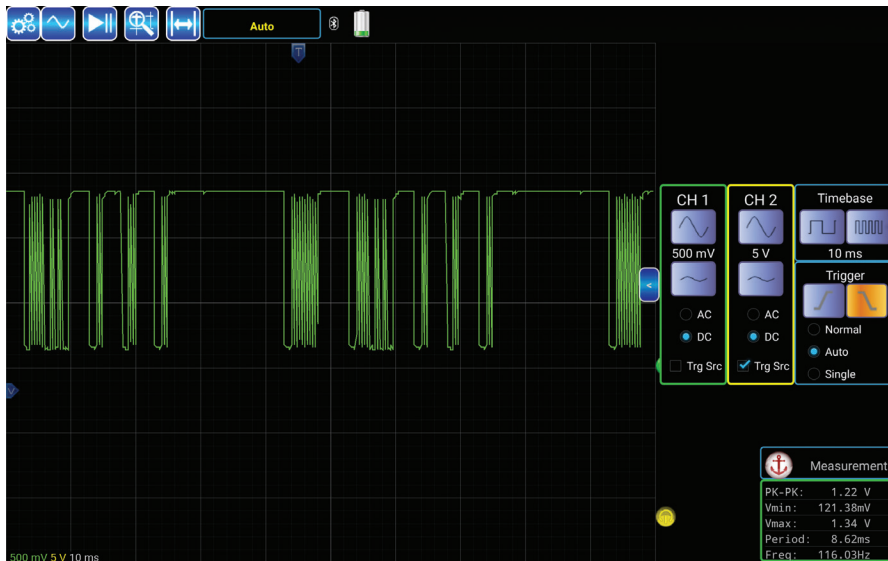 Auto
T
CH 1
CH 2
Timebase
500 mV
5 V
10 ms
<
Trigger
AC
AC
Normal
DC
DC
Auto
Trg Src
Trg Src
Single
V
Measurement
PK-PK: 1.22 V
Vmin: 121.38mV
Vmax: 1.34 V
Period: 8.62ms
Freq: 116.03Hz
500 mV 5 V 10 ms